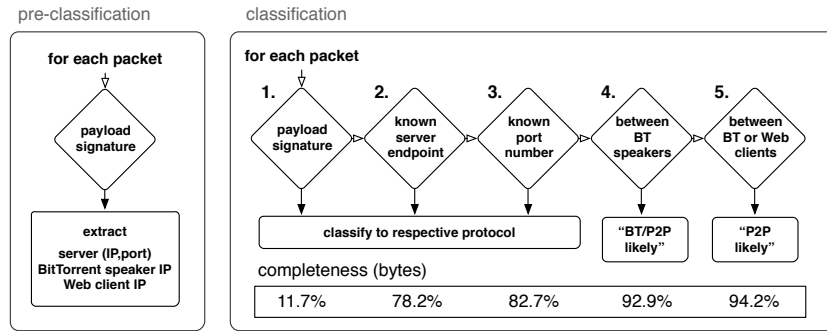 pre-classification
for each packet
payload
signature
extract
server (IP,port)
BitTorrent speaker IP
Web client IP
classification
for each packet
1.
payload
signature
2.
known
server
endpoint
3.
known
port
number
4.
between
BT
speakers
5.
between
BT or Web
clients
classify to respective protocol
“BT/P2P
likely”
“P2P
likely”
completeness (bytes)
11.7% 78.2% 82.7% 92.9% 94.2%